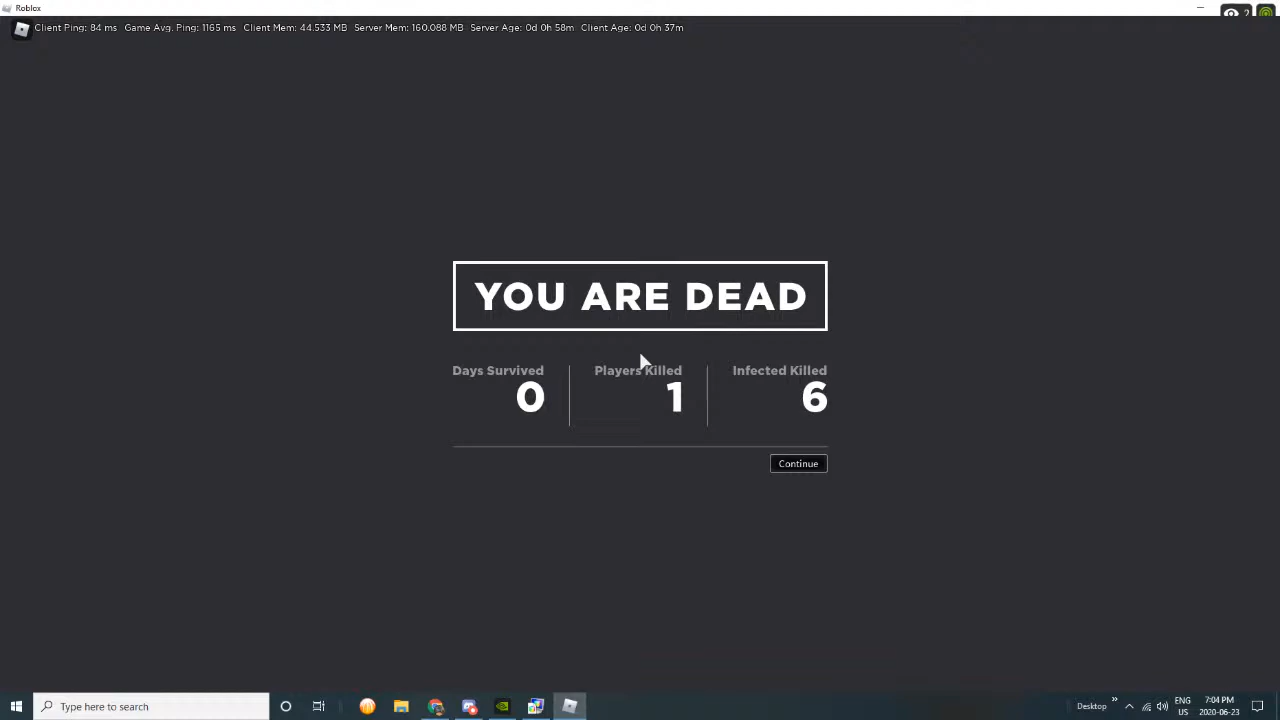 Roblox
2
Client Ping: 84 ms Game Avg. Ping: 1165 ms Client Mem: 44.533 MB Server Mem: 160.088 MB Server Age: 0d 0h 58m Client Age: 0d 0h 37m
YOU ARE DEAD
Days Survived Players Killed Infected Killed
0 1 6
Continue
Type here to search
Desktop
ENG
US
7:04 PM
2020-06-23